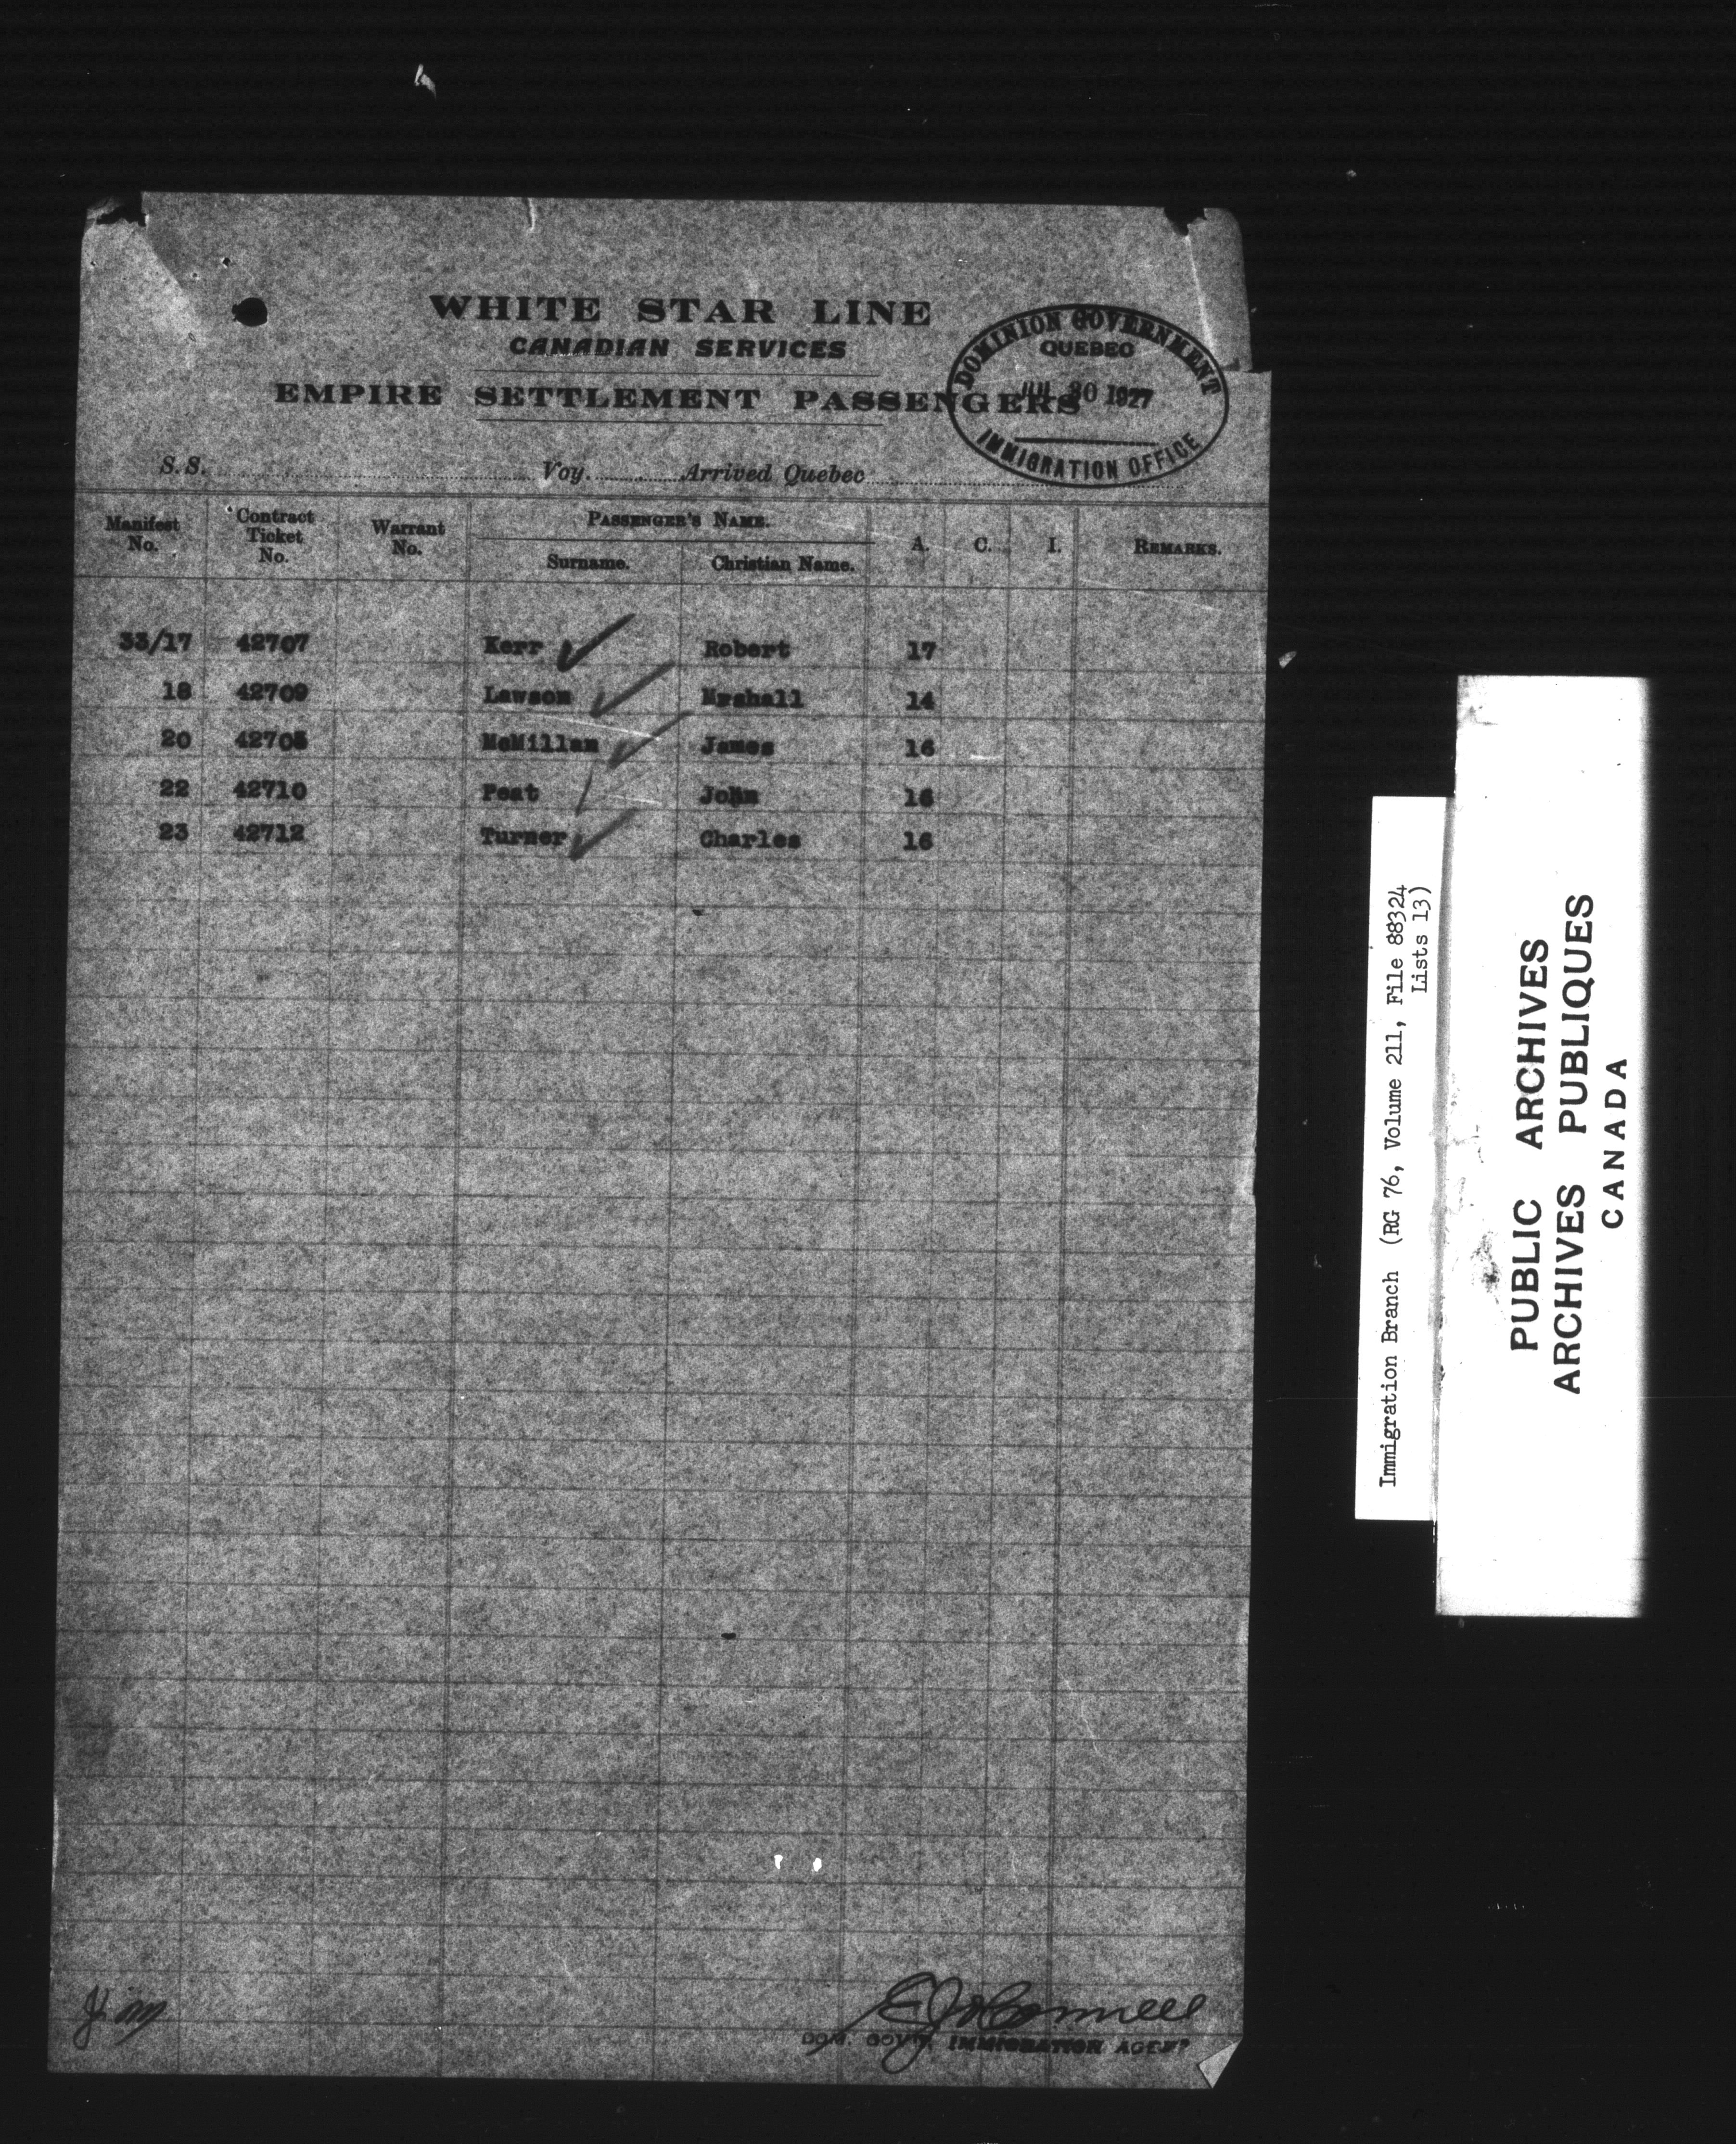 WHITE STAR LINE
CANADIAN SERVICES
EMPIRE SETTLEMENT PASSENGERS
DOMINION GOVERNMENT
QUEBEC
JUL 30 1927
IMMIGRATION OFFICE
S.S. Voy. Arrived Quebec
Manifest No. Contract Ticket No. Warrant No. PASSENGER'S NAME. Surname. Christian Name. A. C. I. REMARKS.
33/17 42707 Kerr Robert 17
18 42709 Lawson Mrshall 14
20 42705 McMillan James 16
22 42710 Peat John 16
23 42712 Turner Charles 16
DOM. GOVT. IMMIGRATION AGENT
Immigration Branch (RG 76, Volume 211, File 88324
Lists 13)
PUBLIC ARCHIVES
ARCHIVES PUBLIQUES
CANADA